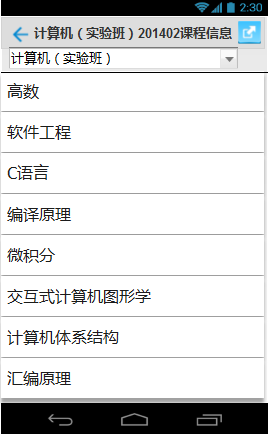 2:30
计算机（实验班）201402课程信息
计算机（实验班）
高数
软件工程
C语言
编译原理
微积分
交互式计算机图形学
计算机体系结构
汇编原理